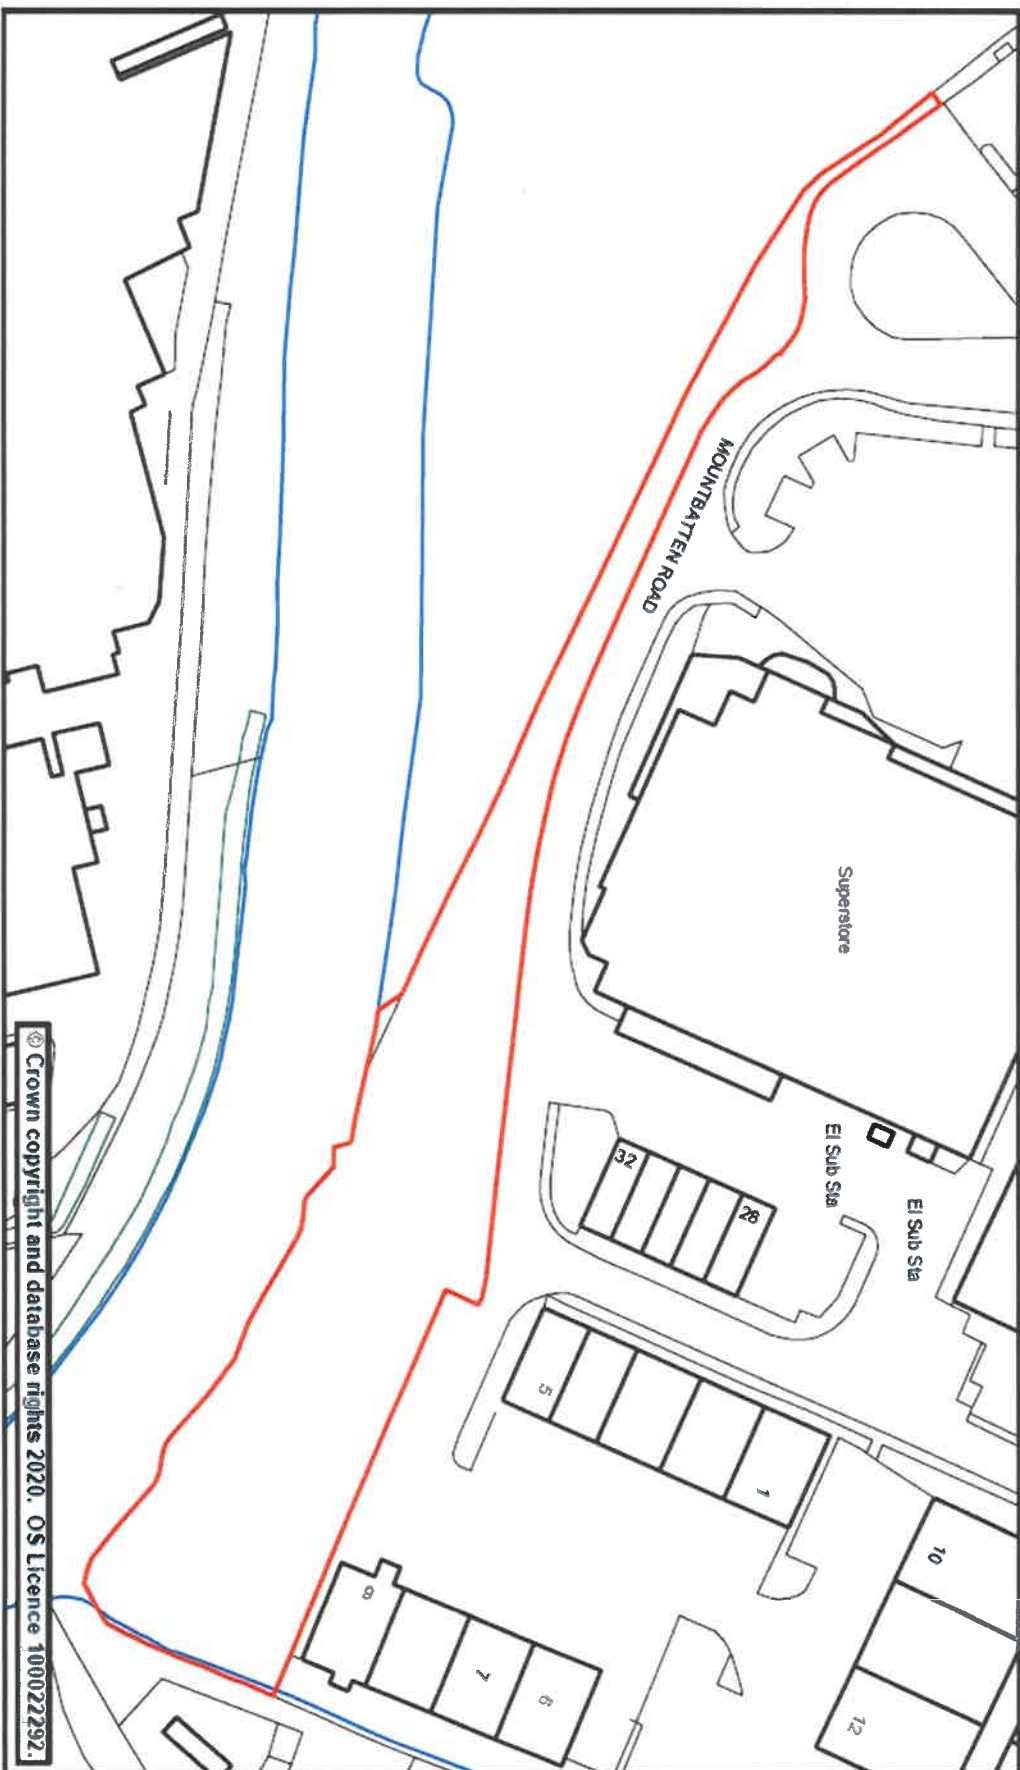 MOUNTBATTEN ROAD
Superstore
El Sub Sta
El Sub Sta
32
28
5
1
10
12
9
7
6
© Crown copyright and database rights 2020. OS Licence 100022292.